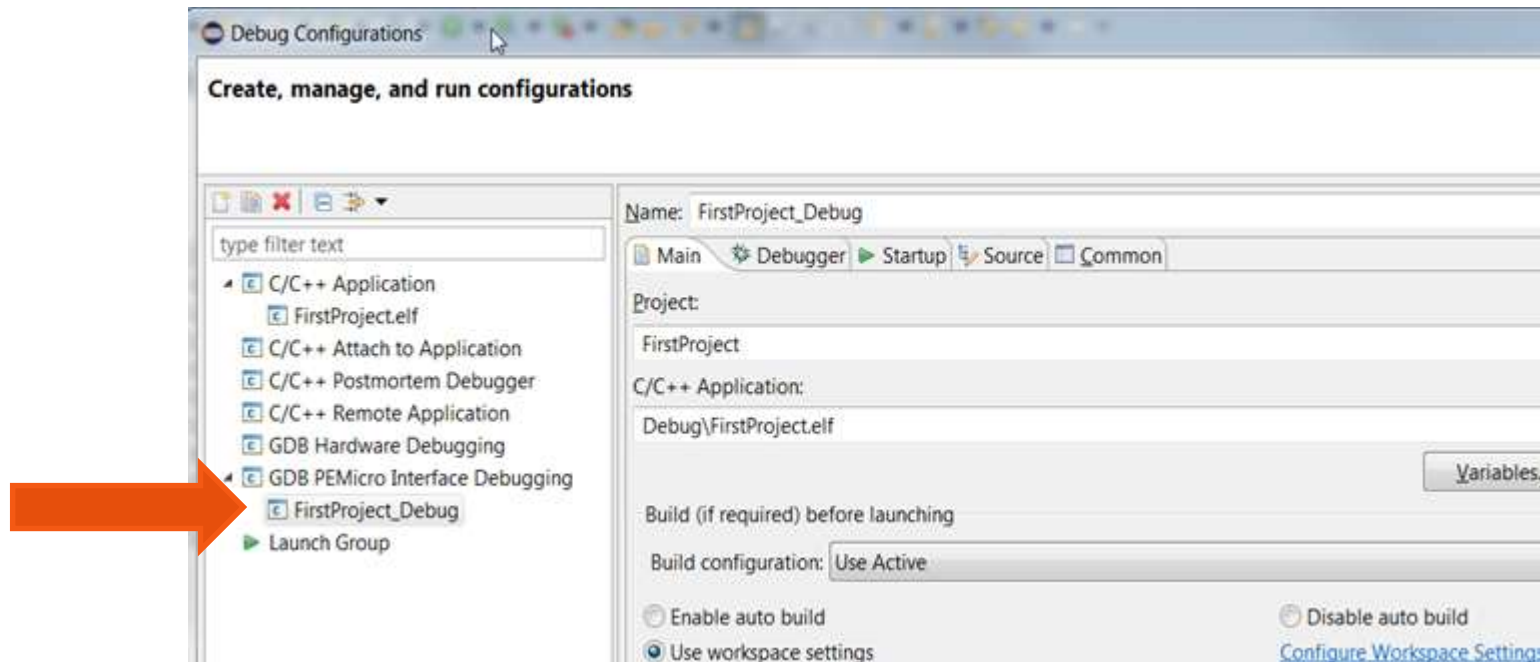 Debug Configurations
Create, manage, and run configurations
type filter text
C/C++ Application
FirstProject.elf
C/C++ Attach to Application
C/C++ Postmortem Debugger
C/C++ Remote Application
GDB Hardware Debugging
GDB PEMicro Interface Debugging
FirstProject_Debug
Launch Group
Name: FirstProject_Debug
Main Debugger Startup Source Common
Project:
FirstProject
C/C++ Application:
Debug\FirstProject.elf
Variables.
Build (if required) before launching
Build configuration: Use Active
Enable auto build Disable auto build
Use workspace settings Configure Workspace Setting